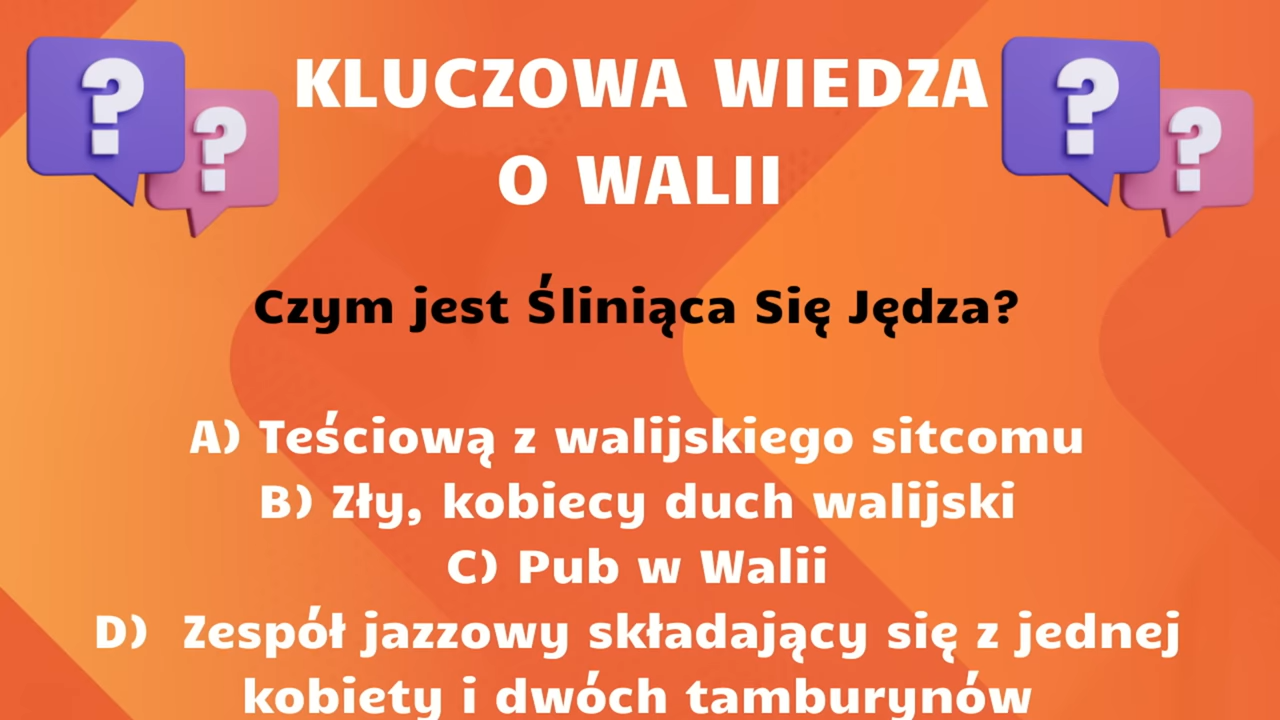 KLUCZOWA WIEDZA
O WALII
Czym jest Śliniąca Się Jędza?
A) Teściową z walijskiego sitcomu
B) Zły, kobiecy duch walijski
C) Pub w Walii
D) Zespół jazzowy składający się z jednej
kobiety i dwóch tamburynów
? ?
? ?